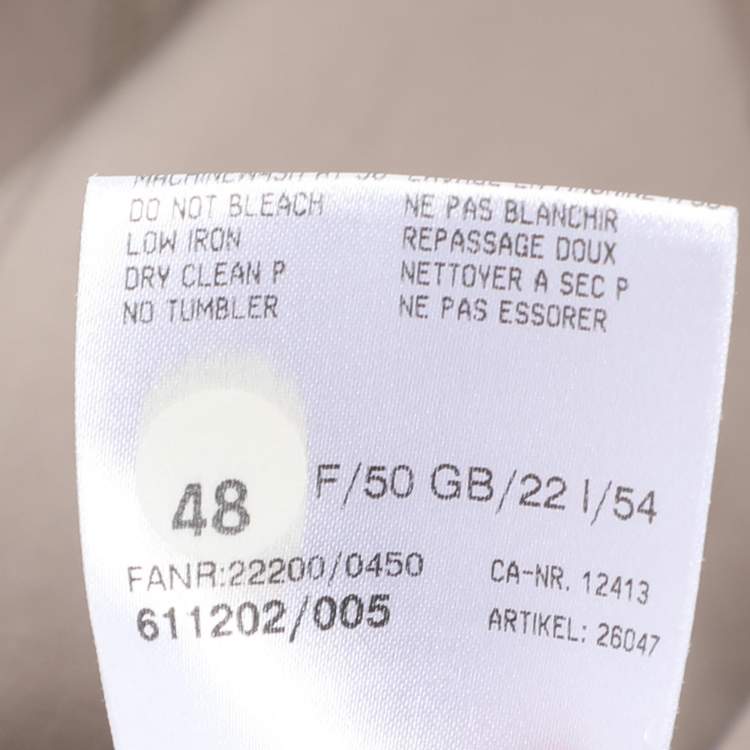 DO NOT BLEACH
LOW IRON
DRY CLEAN P
NO TUMBLER
NE PAS BLANCHIR
REPASSAGE DOUX
NETTOYER A SEC P
NE PAS ESSORER
48 F/50 GB/22 I/54
FANR:22200/0450
611202/005
CA-NR. 12413
ARTIKEL: 26047